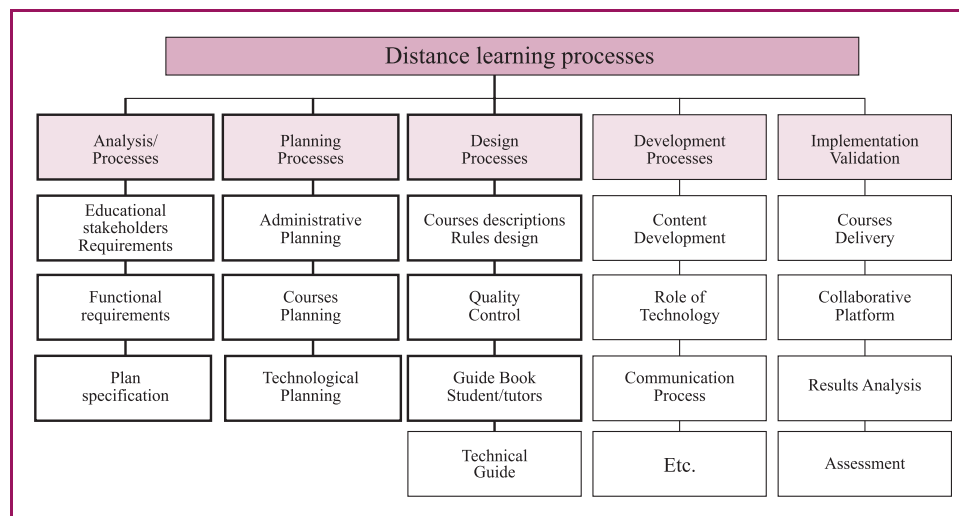 Distance learning processes
Analysis/
Processes
Educational
stakeholders
Requirements
Functional
requirements
Plan
specification
Planning
Processes
Administrative
Planning
Courses
Planning
Technological
Planning
Design
Processes
Courses descriptions
Rules design
Quality
Control
Guide Book
Student/tutors
Technical
Guide
Development
Processes
Content
Development
Role of
Technology
Communication
Process
Etc.
Implementation
Validation
Courses
Delivery
Collaborative
Platform
Results Analysis
Assessment